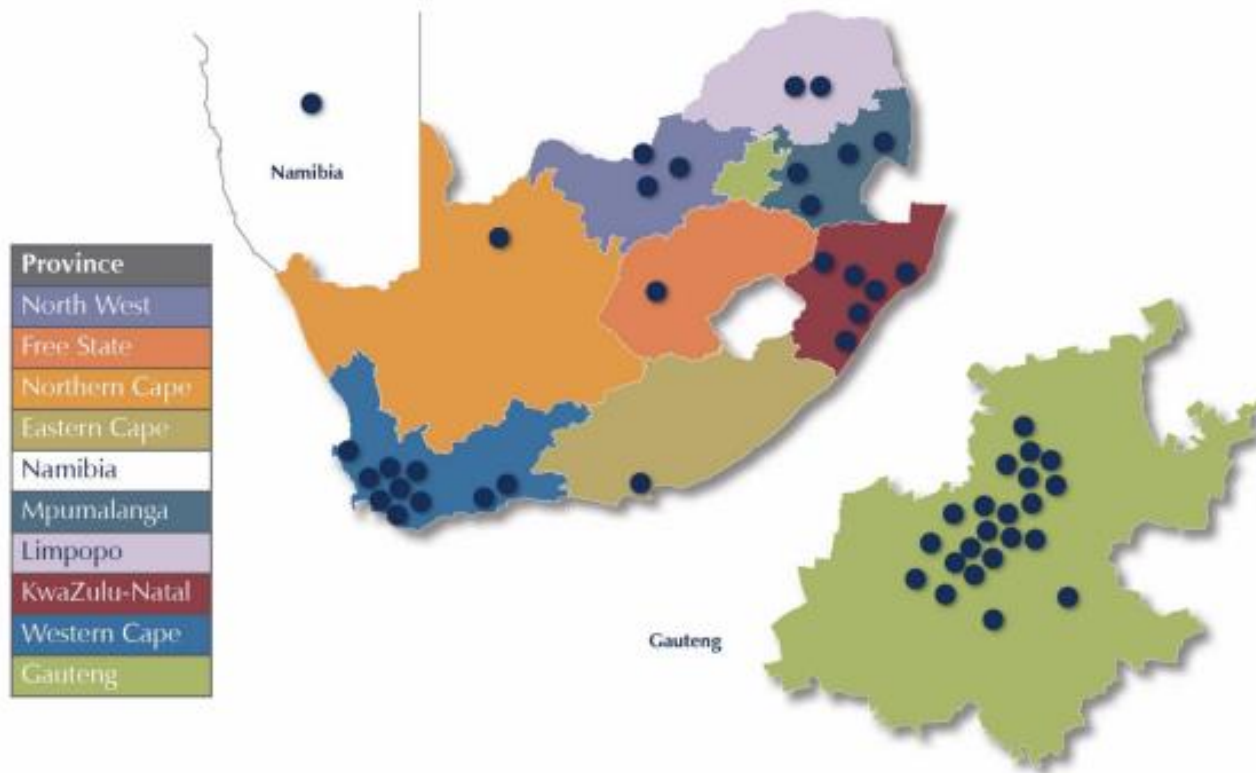 Namibia
Province
North West
Free State
Northern Cape
Eastern Cape
Namibia
Mpumalanga
Limpopo
KwaZulu-Natal
Western Cape
Gauteng
Gauteng